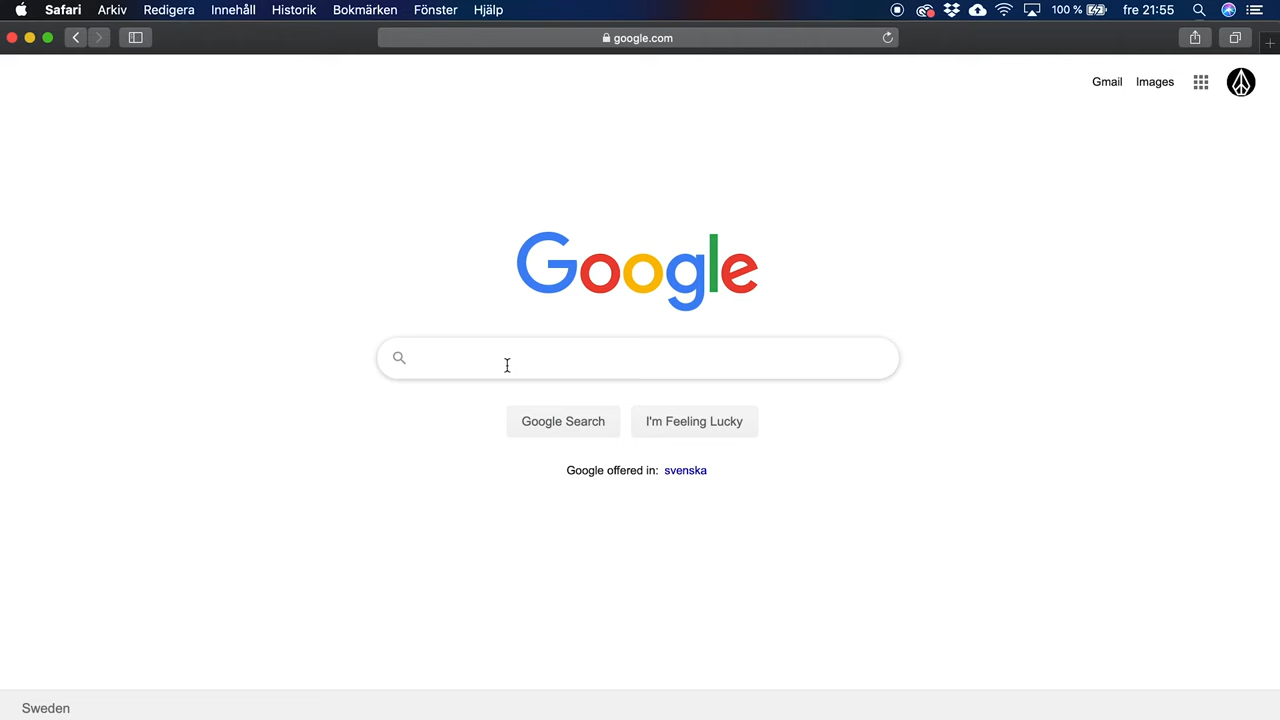 Safari Arkiv Redigera Innehåll Historik Bokmärken Fönster Hjälp 100 % fre 21:55
google.com
Gmail Images
Google
Google Search I'm Feeling Lucky
Google offered in: svenska
Sweden